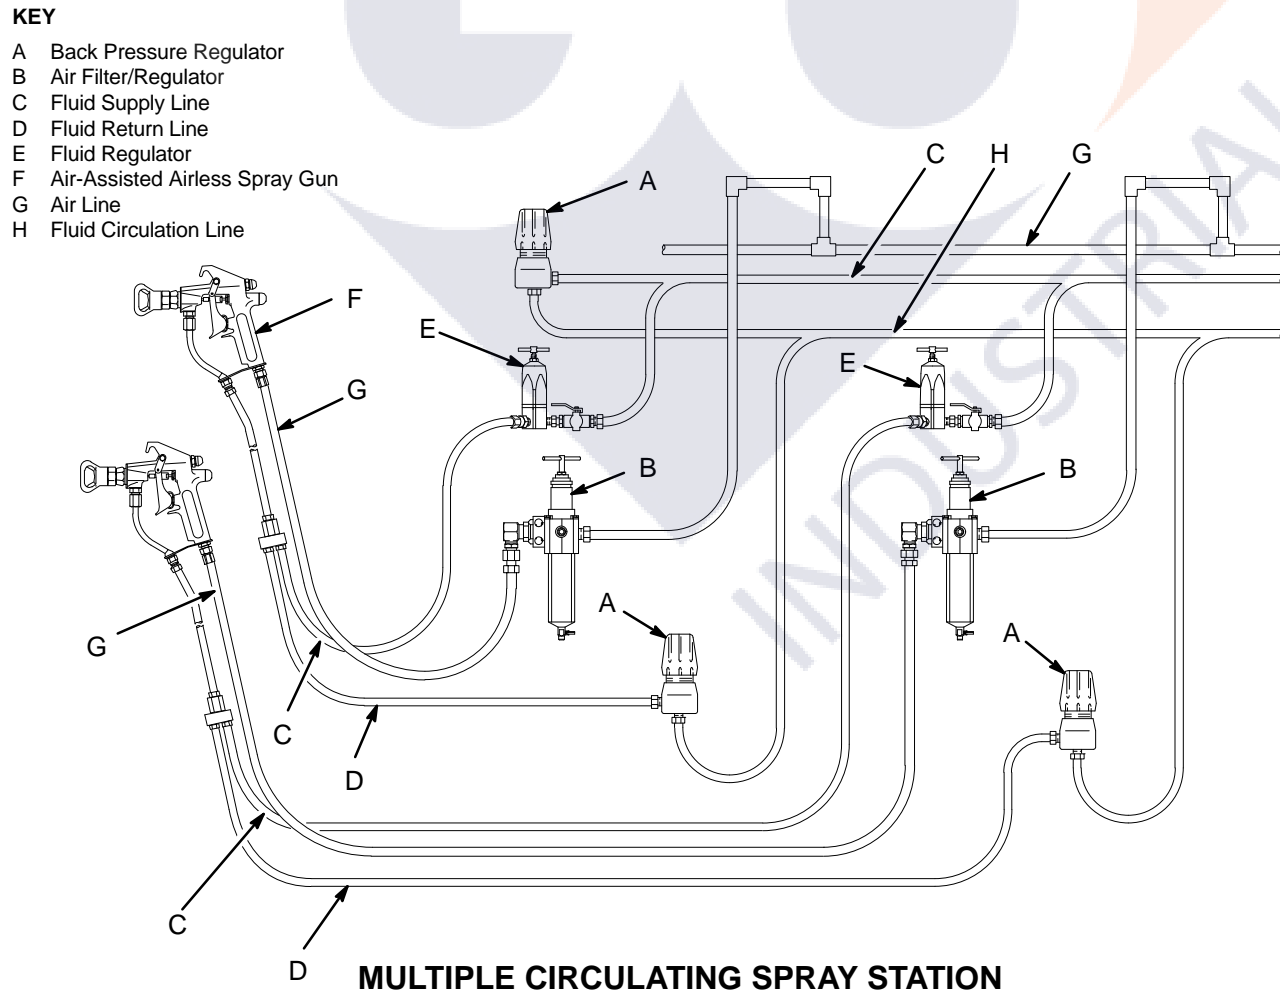 KEY
A Back Pressure Regulator
B Air Filter/Regulator
C Fluid Supply Line
D Fluid Return Line
E Fluid Regulator
F Air-Assisted Airless Spray Gun
G Air Line
H Fluid Circulation Line
C H G
A
F
E
E
G
B
B
A
A
G
C
D
C
D
INDUSTRIAL
MULTIPLE CIRCULATING SPRAY STATION